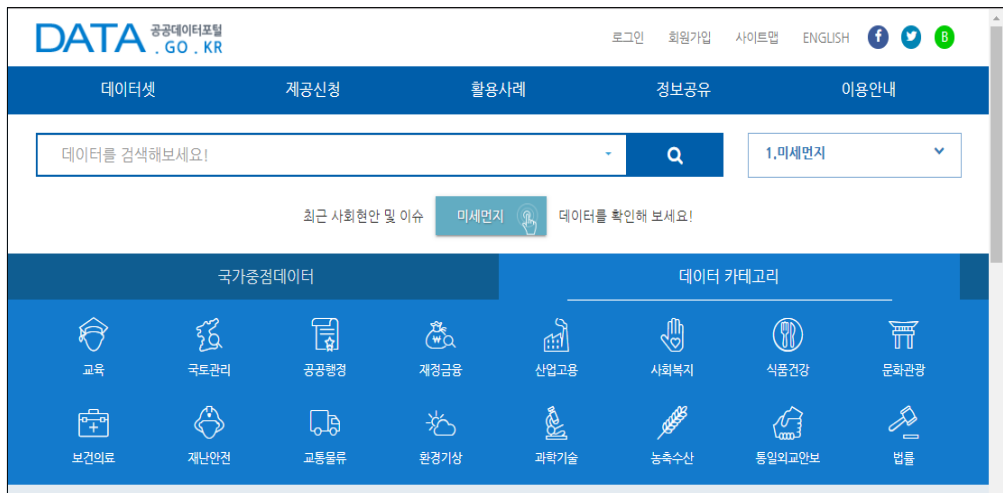 DATA 공공데이터포털
. GO . KR
로그인 회원가입 사이트맵 ENGLISH f B
데이터셋 제공신청 활용사례 정보공유 이용안내
데이터를 검색해보세요!
1.미세먼지
최근 사회현안 및 이슈 미세먼지 데이터를 확인해 보세요!
국가중점데이터 데이터 카테고리
교육 국토관리 공공행정 재정금융 산업고용 사회복지 식품건강 문화관광
보건의료 재난안전 교통물류 환경기상 과학기술 농축수산 통일외교안보 법률